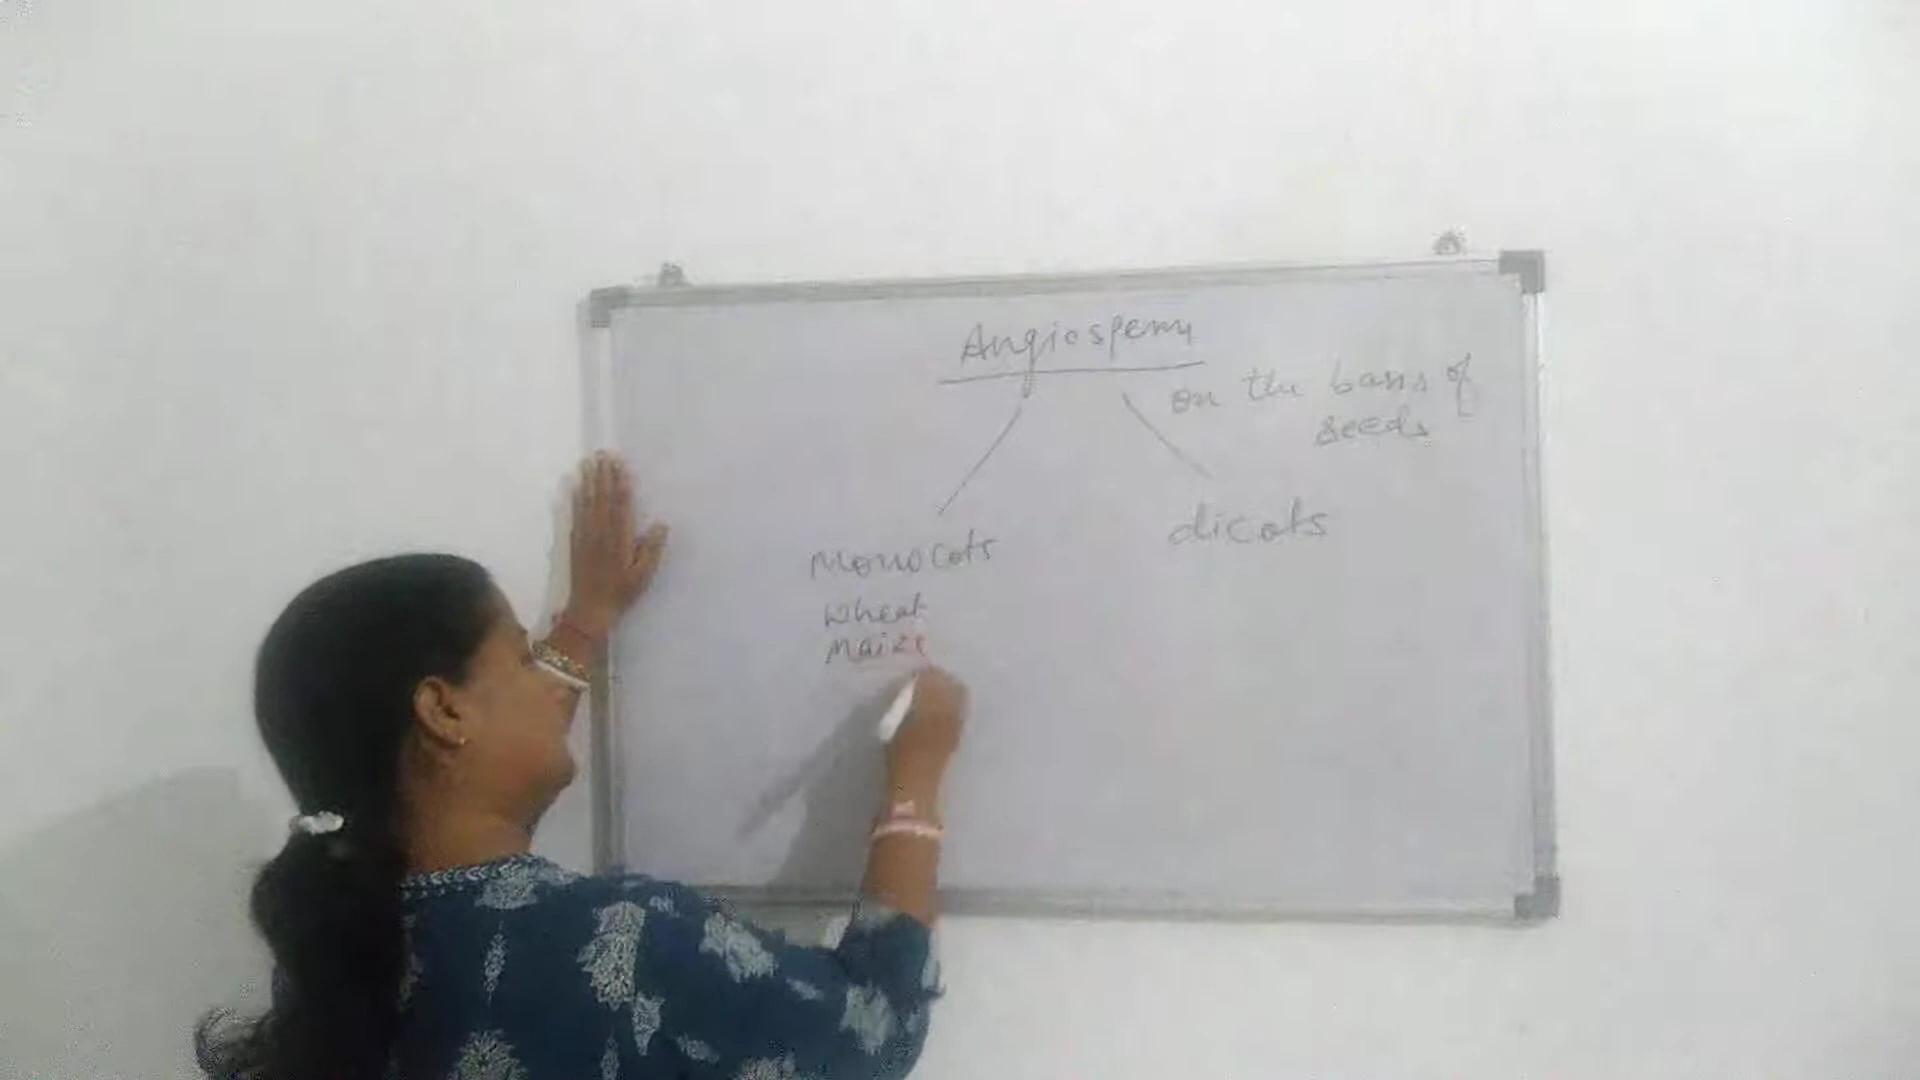 Angiosperm
on the basis of
seeds
Monocots
dicots
Wheat
Maize